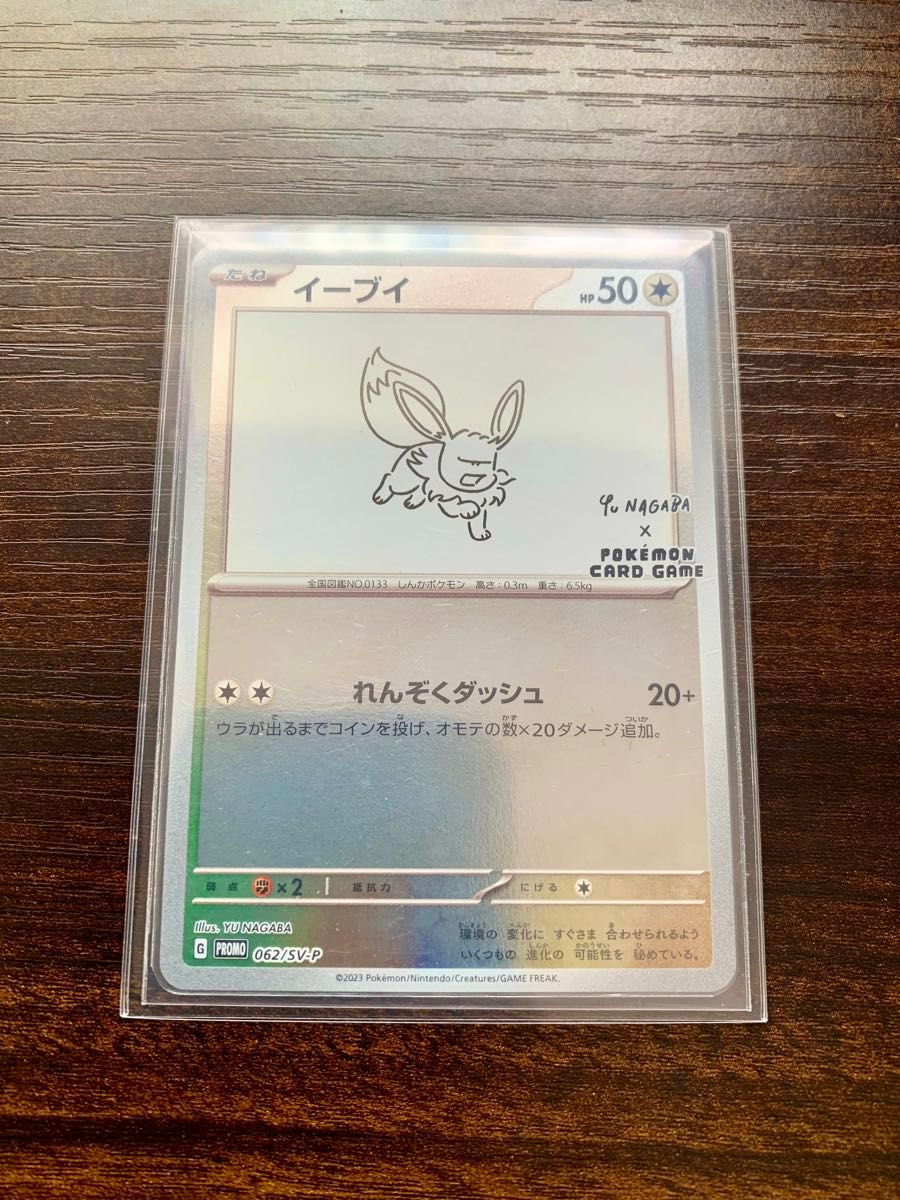 たね
イーブイ
HP 50
Yu NAGABA
×
POKÉMON
CARD GAME
全国図鑑NO.0133 しんかポケモン 高さ:0.3m 重さ:6.5kg
れんぞくダッシュ 20+
ウラが出るまでコインを投げ、オモテの数×20ダメージ追加。
弱点 ×2 抵抗力 にげる
Illus. YU NAGABA
G PROMO 062/SV-P
環境の 変化に すぐさま 合わせられるよう
いくつもの 進化の 可能性を 秘めている。
©2023 Pokémon/Nintendo/Creatures/GAME FREAK.